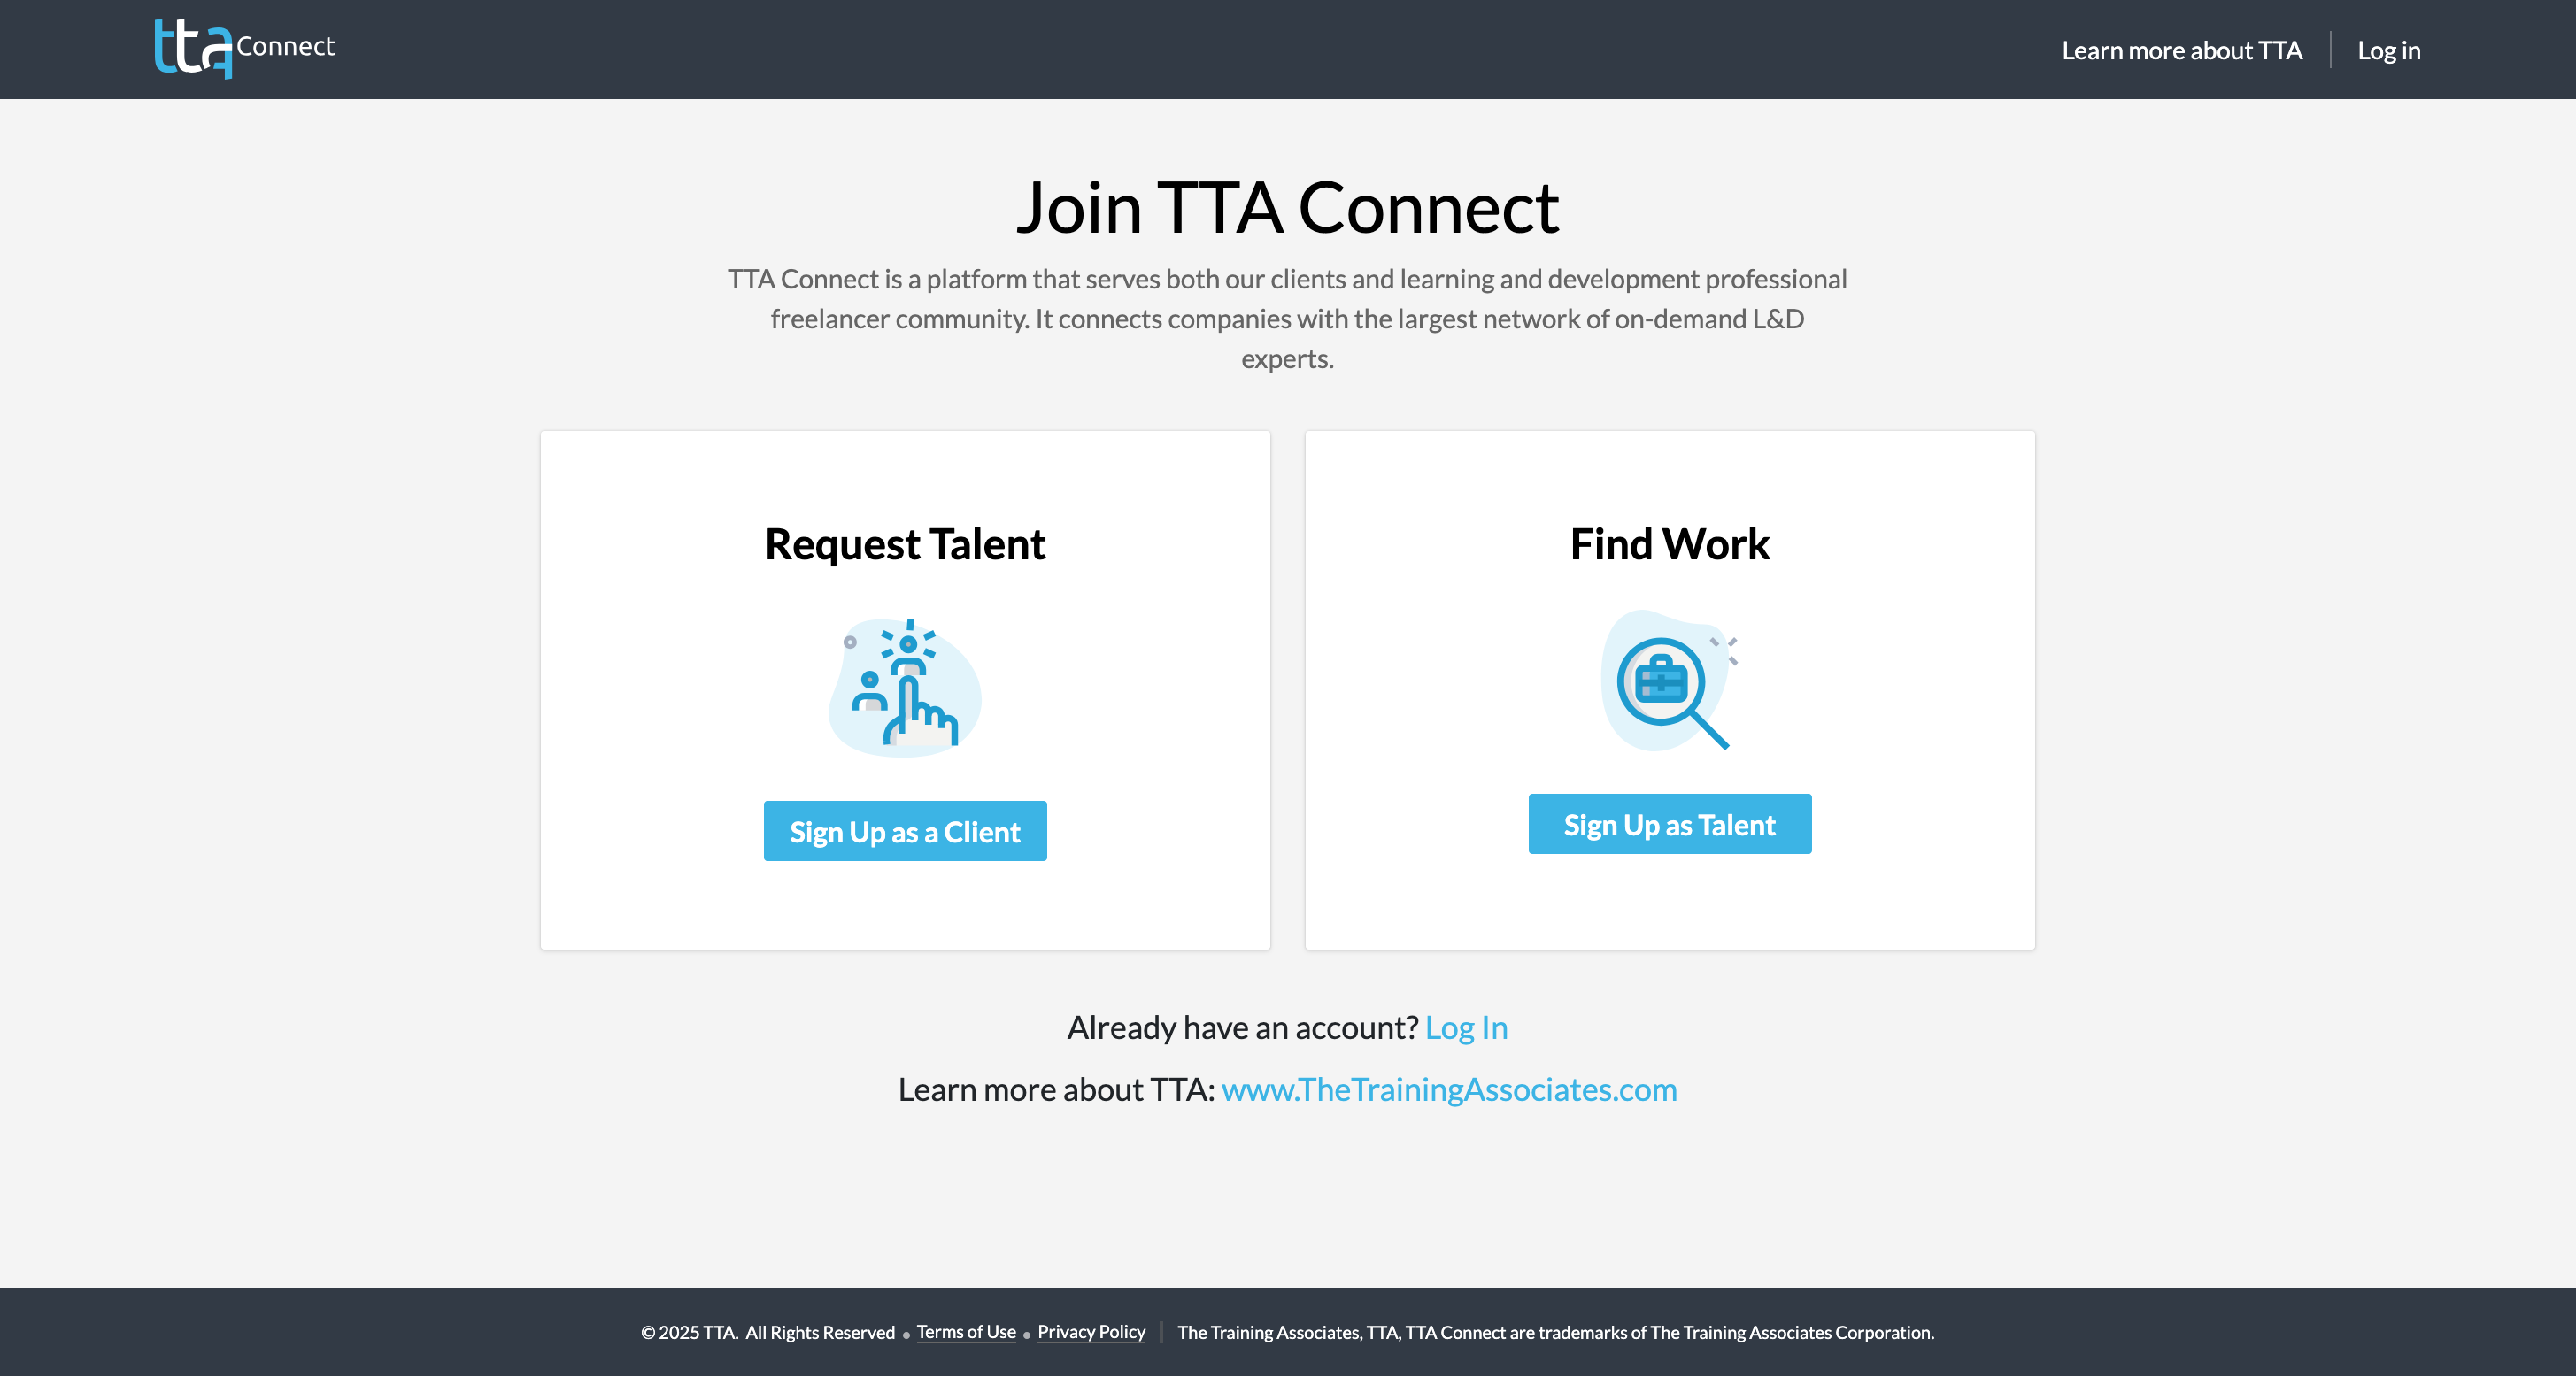 tta Connect
Learn more about TTA
Log in
Join TTA Connect
TTA Connect is a platform that serves both our clients and learning and development professional
freelancer community. It connects companies with the largest network of on-demand L&D
experts.
Request Talent
Sign Up as a Client
Find Work
Sign Up as Talent
Already have an account? Log In
Learn more about TTA: www.TheTrainingAssociates.com
© 2025 TTA. All Rights Reserved • Terms of Use • Privacy Policy | The Training Associates, TTA, TTA Connect are trademarks of The Training Associates Corporation.